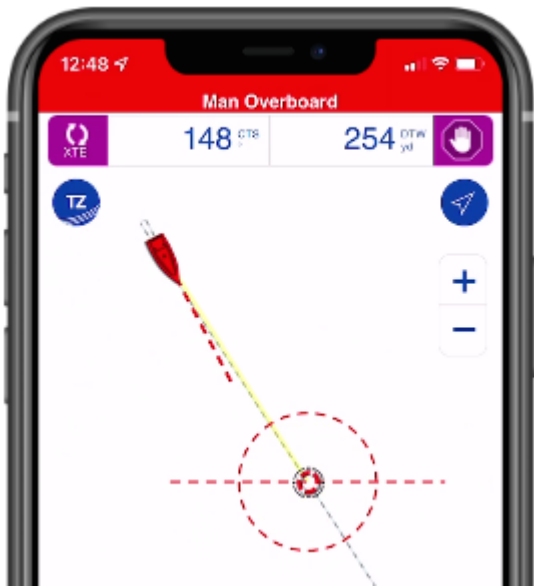 12:48
Man Overboard
XTE
148 CTS °
254 DTW yd
TZ
+
−